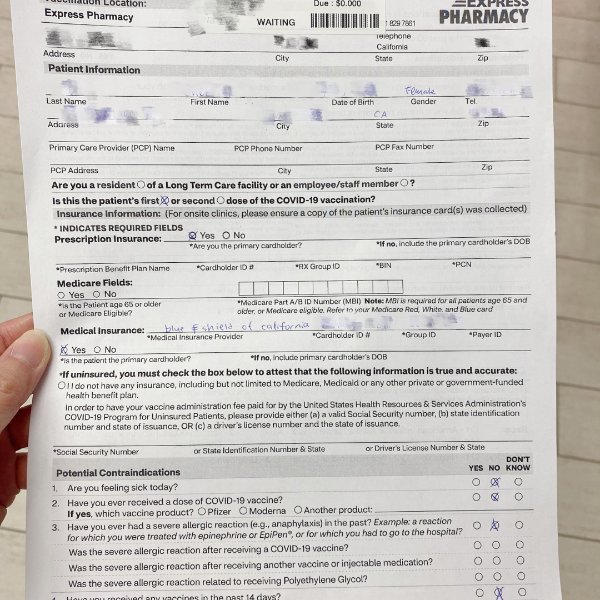 Vaccination Location:
Express Pharmacy
WAITING
Due : $0.000
829 7661
EXPRESS
PHARMACY
Telephone
California
Address City State Zip
Patient Information
Female
Last Name First Name Date of Birth Gender Tel.
CA
Address City State Zip
Primary Care Provider (PCP) Name PCP Phone Number PCP Fax Number
PCP Address City State Zip
Are you a resident of a Long Term Care facility or an employee/staff member ?
Is this the patient's first or second dose of the COVID-19 vaccination?
Insurance Information: (For onsite clinics, please ensure a copy of the patient's insurance card(s) was collected)
* INDICATES REQUIRED FIELDS
Prescription Insurance: Yes No
*Are you the primary cardholder? *If no, include the primary cardholder's DOB
*Prescription Benefit Plan Name *Cardholder ID # *RX Group ID *BIN *PCN
Medicare Fields:
Yes No
*Is the Patient age 65 or older
or Medicare Eligible?
*Medicare Part A/B ID Number (MBI) Note: MBI is required for all patients age 65 and
older, or Medicare eligible. Refer to your Medicare Red, White, and Blue card
Medical Insurance: blue & shield of california
*Medical Insurance Provider *Cardholder ID # *Group ID *Payer ID
Yes No
*Is the patient the primary cardholder? *If no, include primary cardholder's DOB
*If uninsured, you must check the box below to attest that the following information is true and accurate:
I do not have any insurance, including but not limited to Medicare, Medicaid or any other private or government-funded
health benefit plan.
In order to have your vaccine administration fee paid for by the United States Health Resources & Services Administration's
COVID-19 Program for Uninsured Patients, please provide either (a) a valid Social Security number, (b) state identification
number and state of issuance, OR (c) a driver's license number and the state of issuance.
*Social Security Number or State Identification Number & State or Driver's License Number & State
Potential Contraindications YES NO DON'T KNOW
1. Are you feeling sick today?
2. Have you ever received a dose of COVID-19 vaccine?
If yes, which vaccine product? Pfizer Moderna Another product:
3. Have you ever had a severe allergic reaction (e.g., anaphylaxis) in the past? Example: a reaction
for which you were treated with epinephrine or EpiPen®, or for which you had to go to the hospital?
Was the severe allergic reaction after receiving a COVID-19 vaccine?
Was the severe allergic reaction after receiving another vaccine or injectable medication?
Was the severe allergic reaction related to receiving Polyethylene Glycol?
4. Have you received any vaccines in the past 14 days?